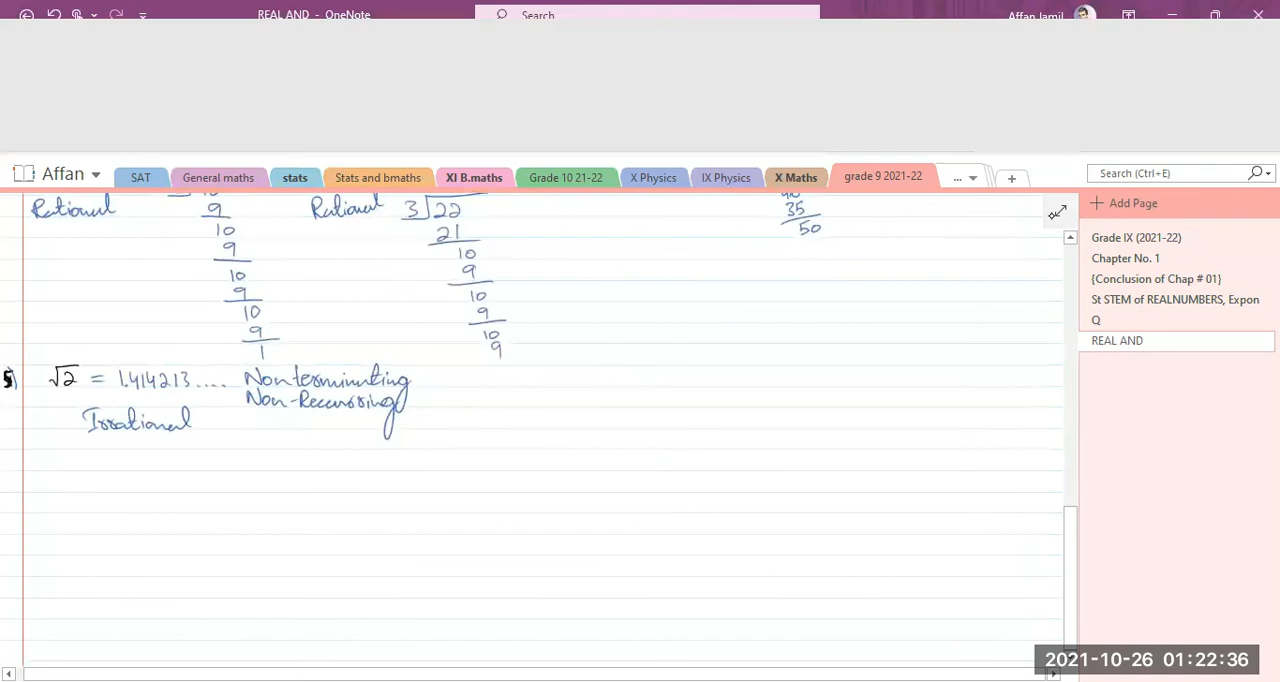 REAL AND - OneNote
Search
Affan Jamil
Affan
SAT
General maths
stats
Stats and bmaths
XI B.maths
Grade 10 21-22
X Physics
IX Physics
X Maths
grade 9 2021-22
...
Search (Ctrl+E)
Add Page
Grade IX (2021-22)
Chapter No. 1
{Conclusion of Chap # 01}
St STEM of REALNUMBERS, Expon
Q
REAL AND
Rational
9
10
9
10
9
10
9
1
Rational 3 22
21
10
9
10
9
10
9
35
50
5) √2 = 1.414213.... Nonterminating
Non-Recurssing
Irrational
2021-10-26 01:22:36